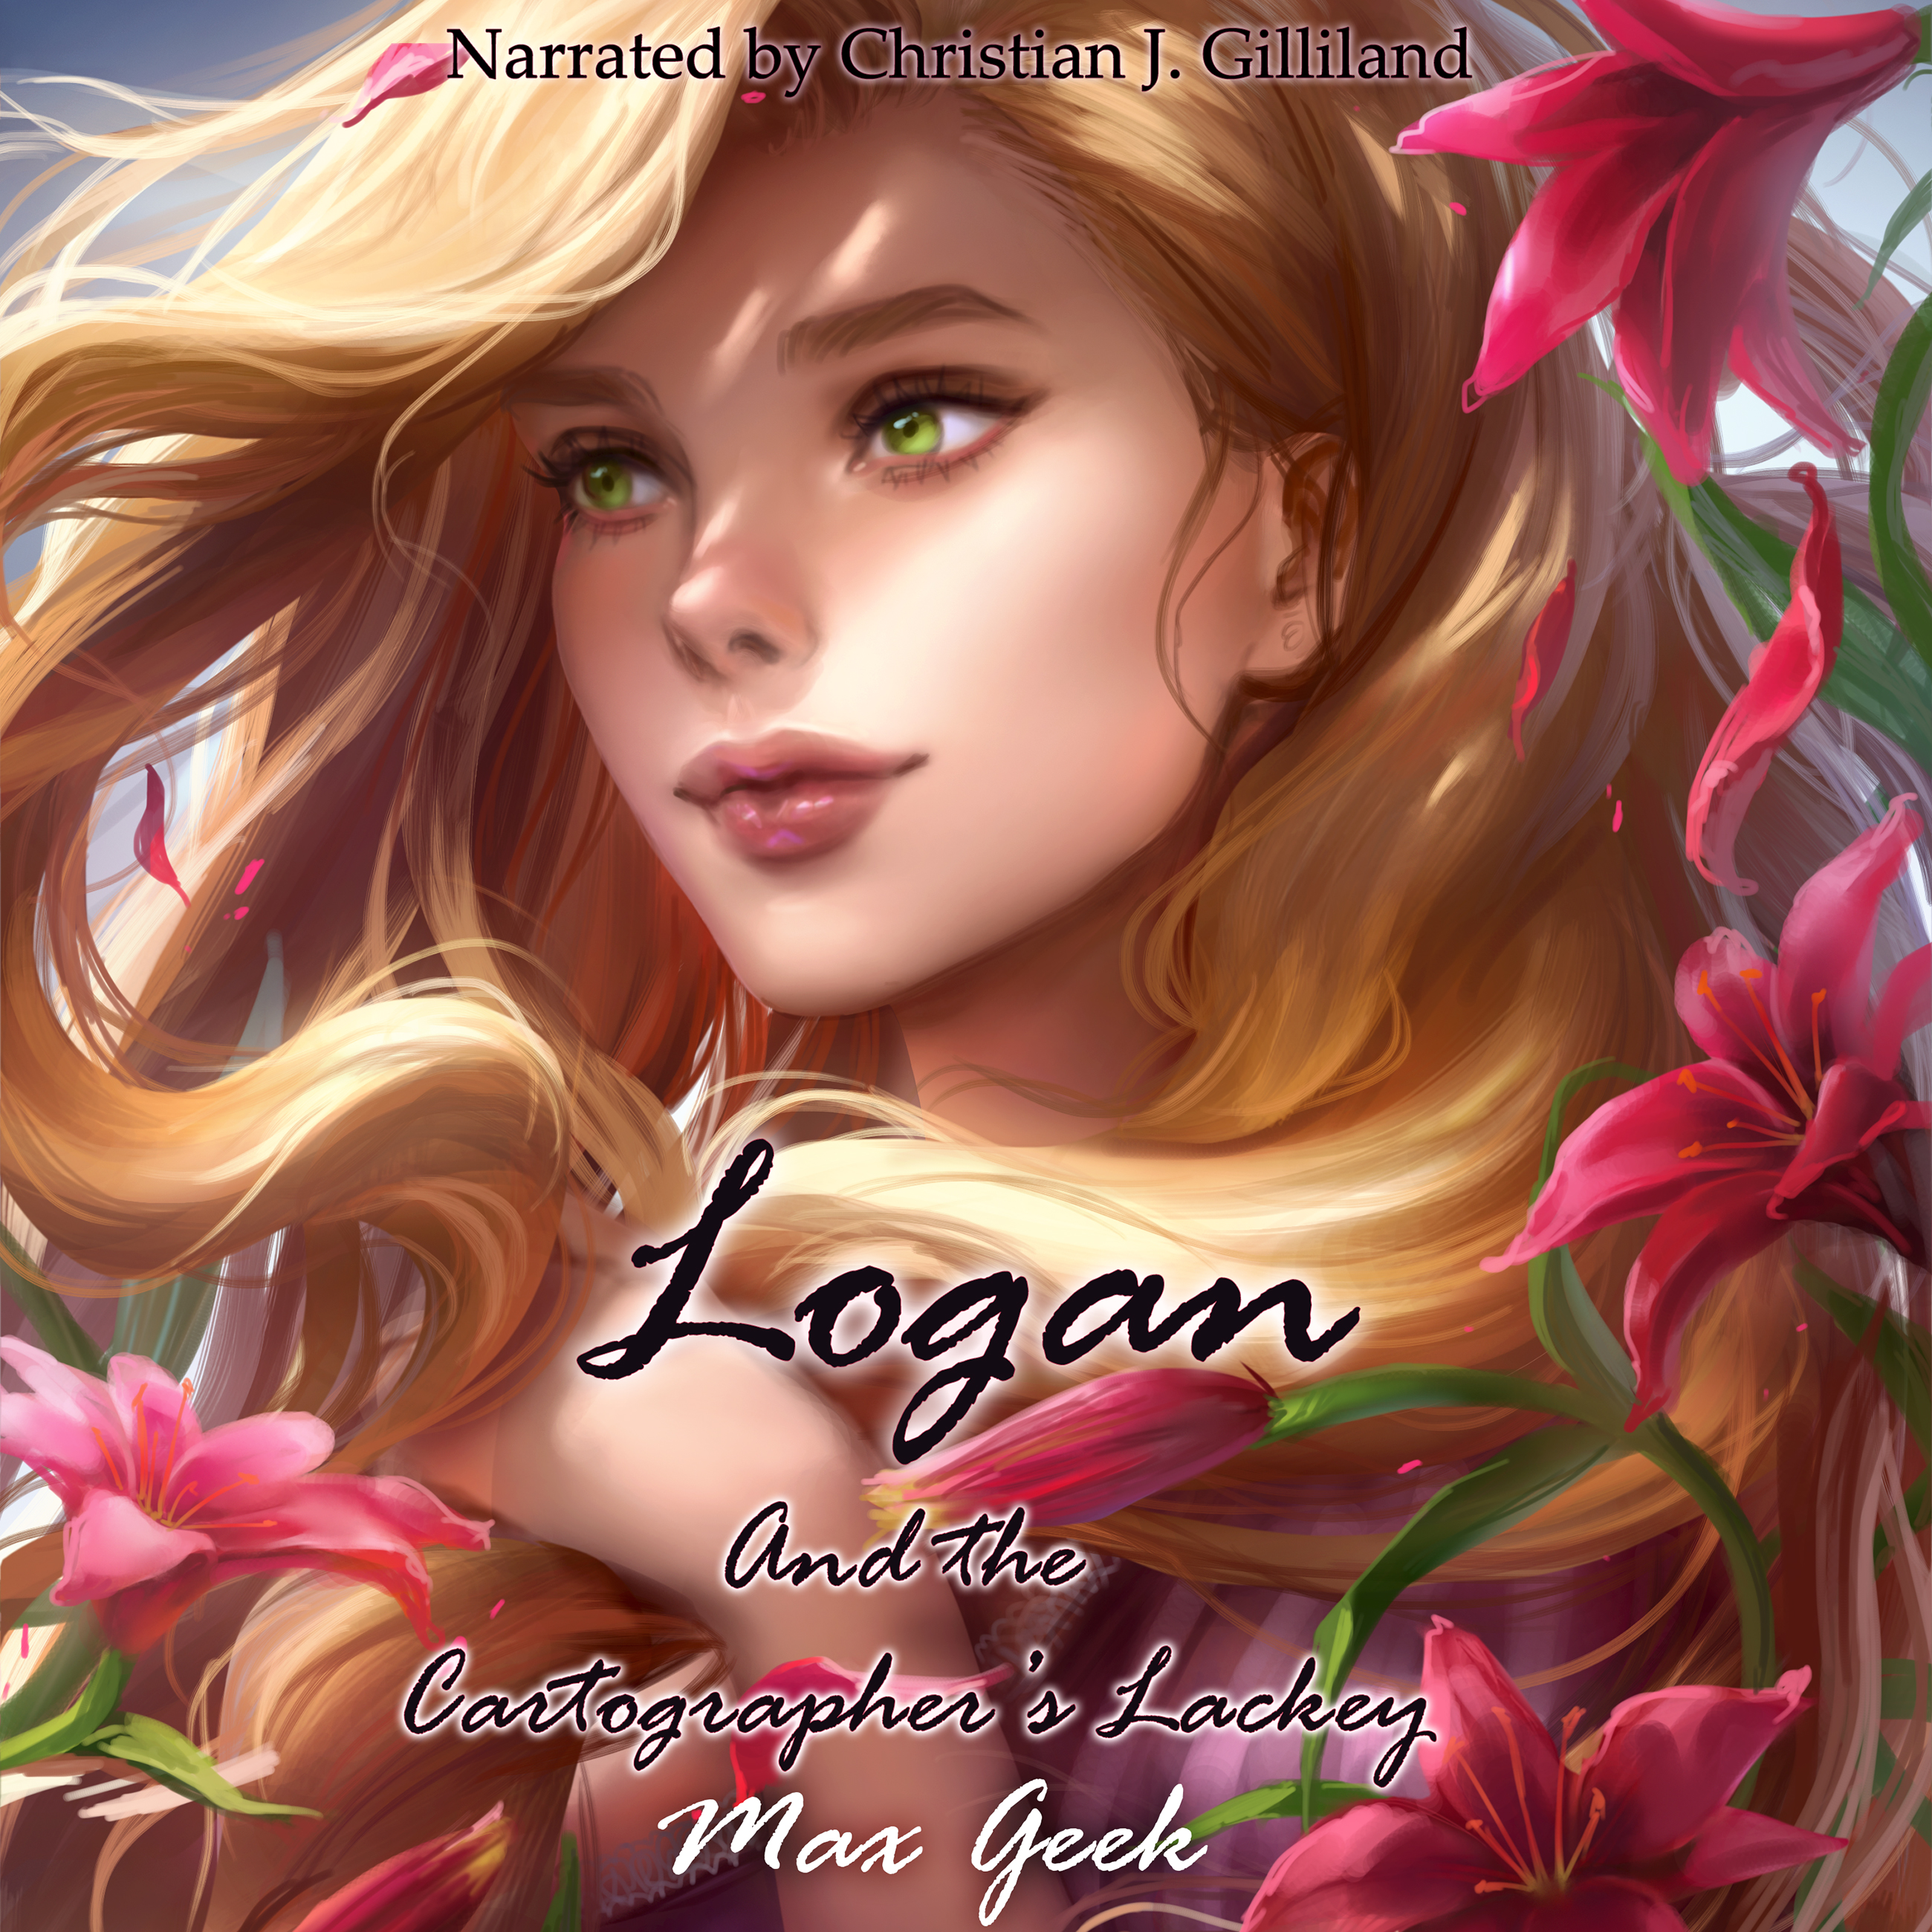 Narrated by Christian J. Gilliland
Logan
And the
Cartographer's Lackey
Max Geek